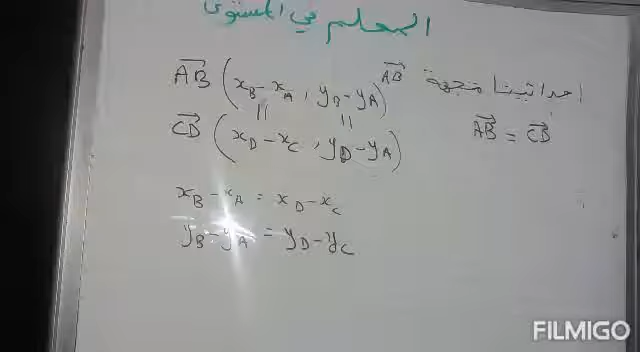 المعلم في المستوى
احداثيتا متجهة AB
AB (x_B - x_A , y_B - y_A)
AB = CD
= =
CD (x_D - x_C , y_D - y_A)
x_B - x_A = x_D - x_C
y_B - y_A = y_D - y_C
FILMIGO